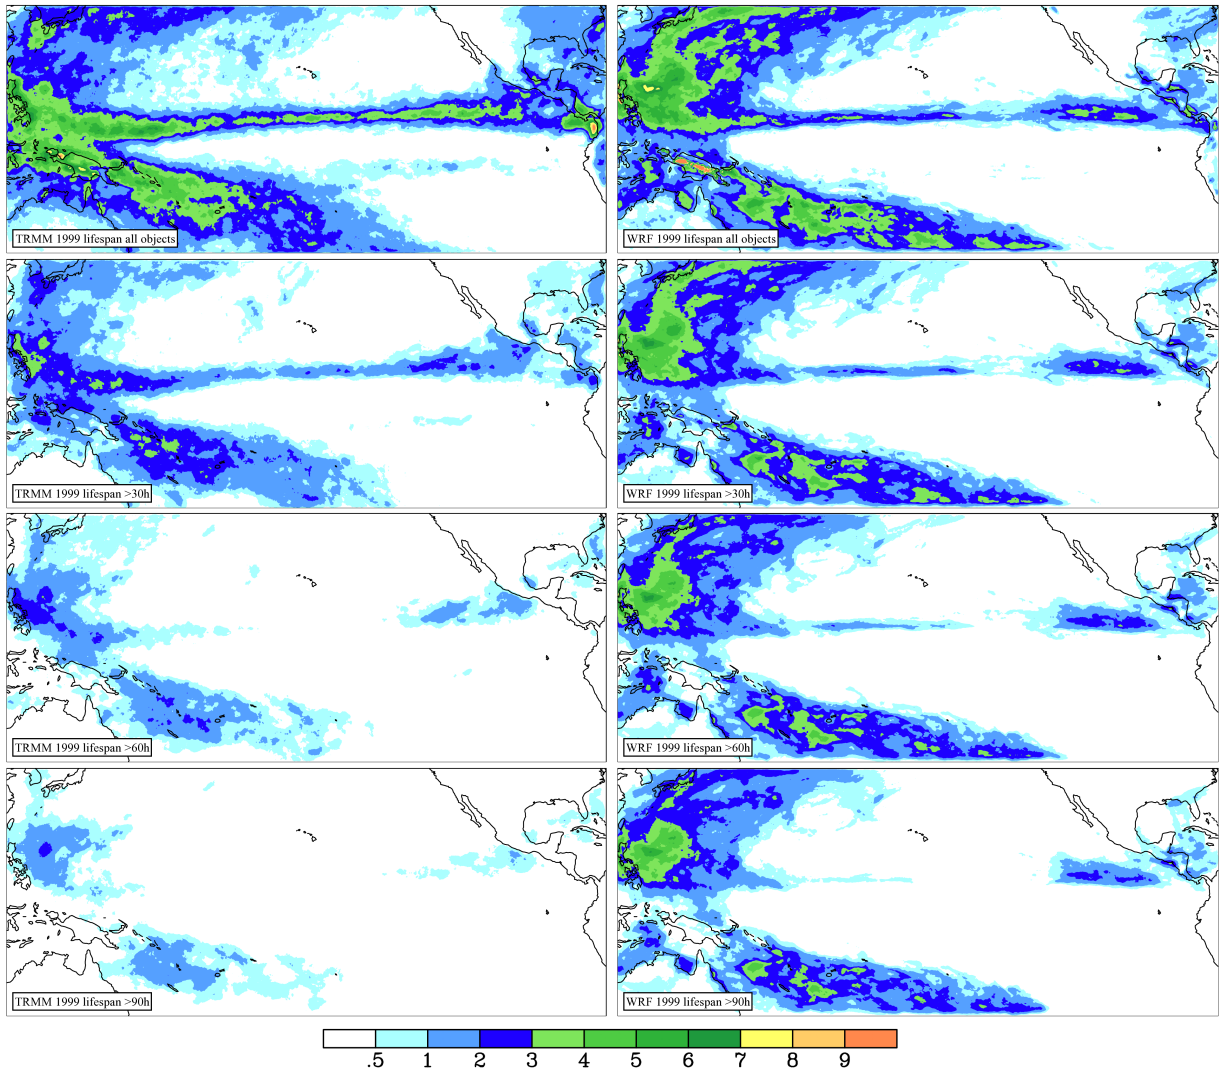 TRMM 1999 lifespan all objects
WRF 1999 lifespan all objects
TRMM 1999 lifespan >30h
WRF 1999 lifespan >30h
TRMM 1999 lifespan >60h
WRF 1999 lifespan >60h
TRMM 1999 lifespan >90h
WRF 1999 lifespan >90h
.5 1 2 3 4 5 6 7 8 9